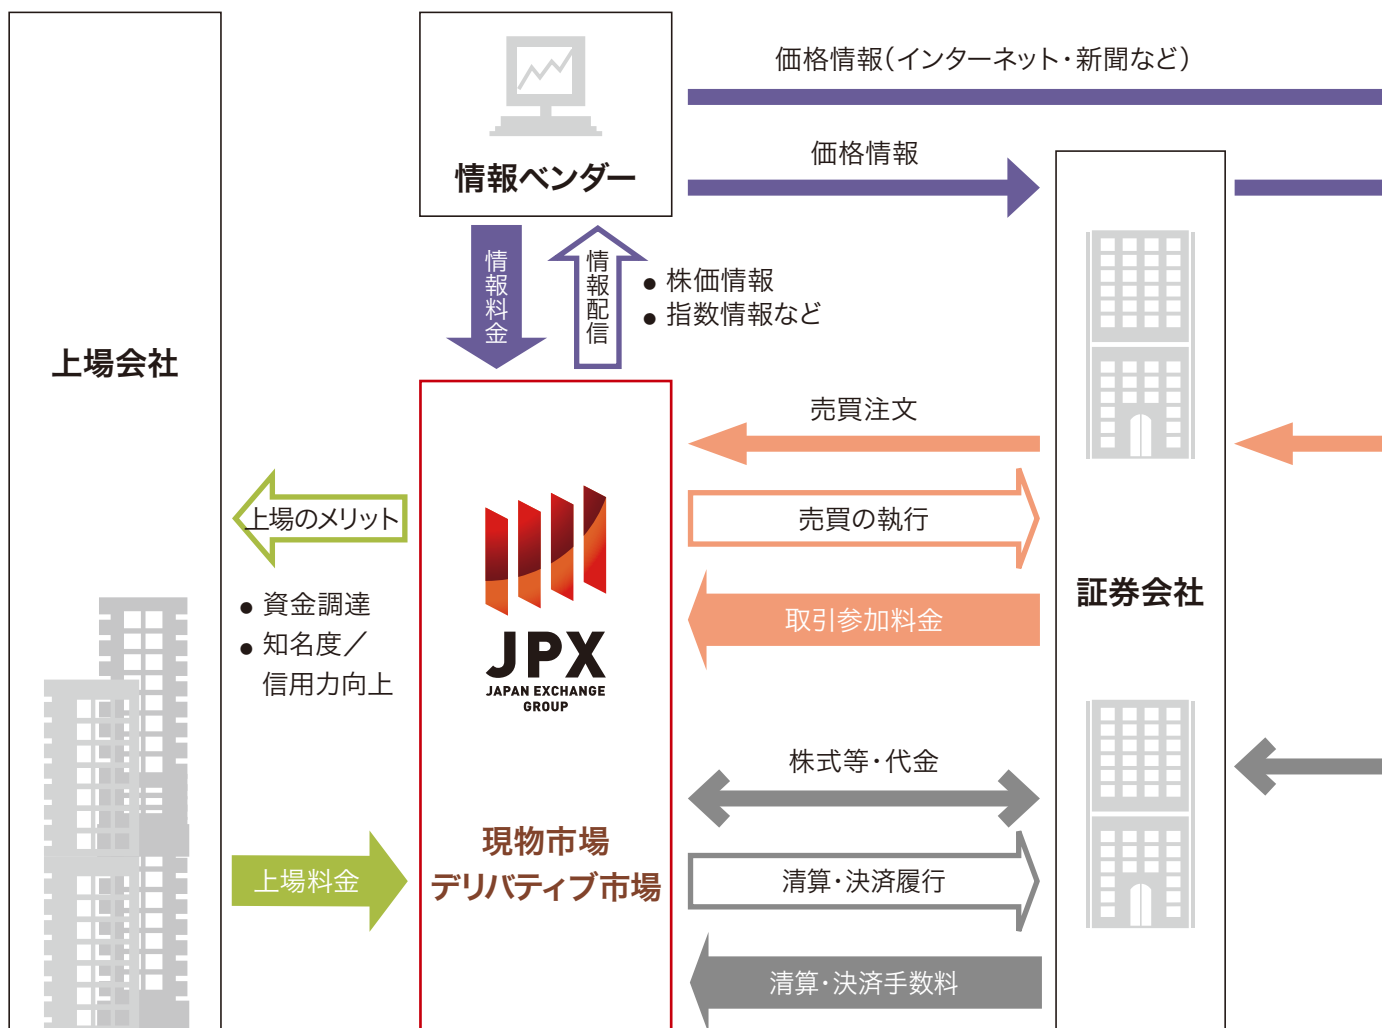 価格情報(インターネット・新聞など)
情報ベンダー
価格情報
情報料金
情報配信
● 株価情報
● 指数情報など
上場会社
売買注文
上場のメリット
売買の執行
● 資金調達
● 知名度／
信用力向上
取引参加料金
証券会社
JPX
JAPAN EXCHANGE
GROUP
株式等・代金
現物市場
デリバティブ市場
上場料金
清算・決済履行
清算・決済手数料